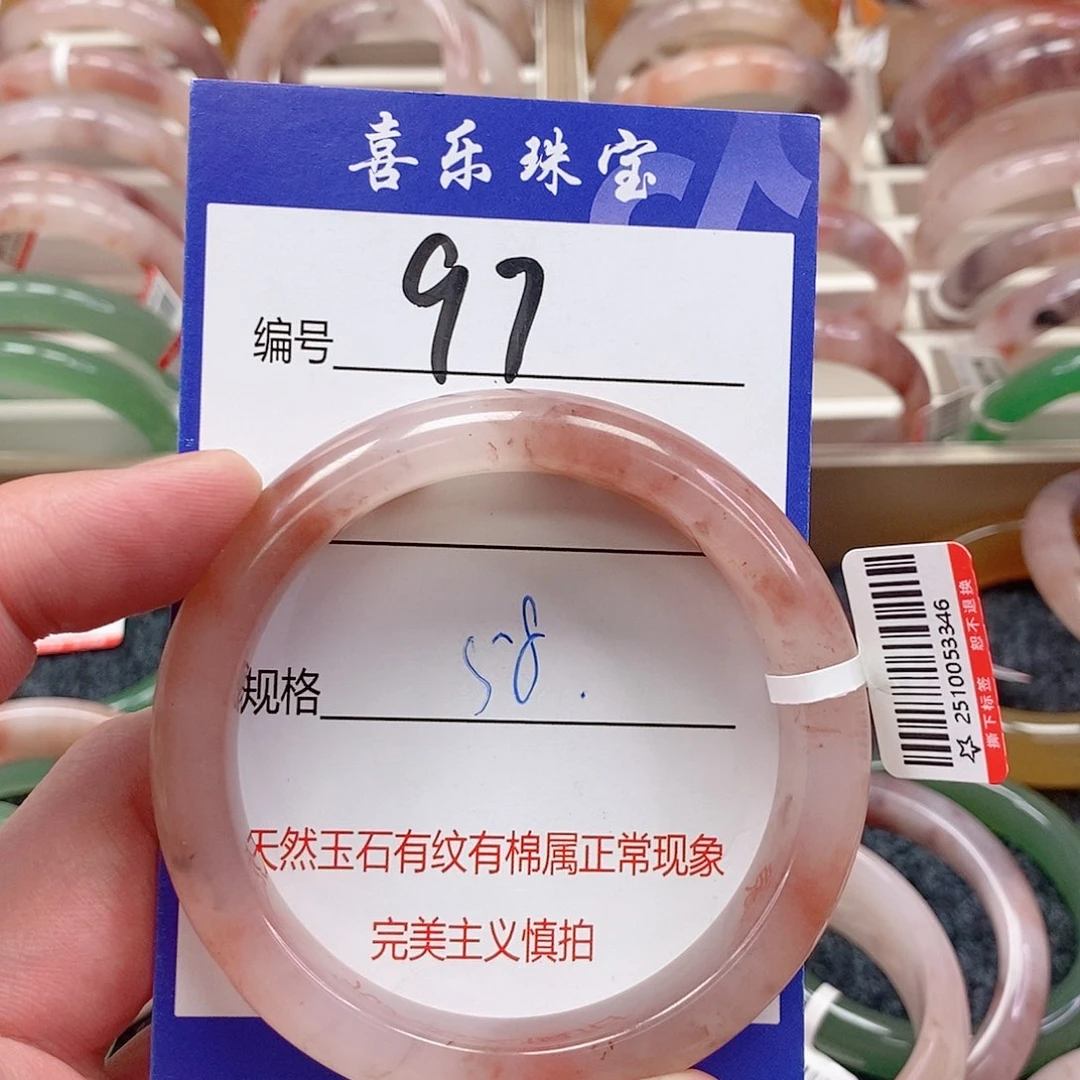 喜乐珠宝
编号 97
规格 58.
天然玉石有纹有棉属正常现象
完美主义慎拍
2510053346
撕下标签 恕不退换